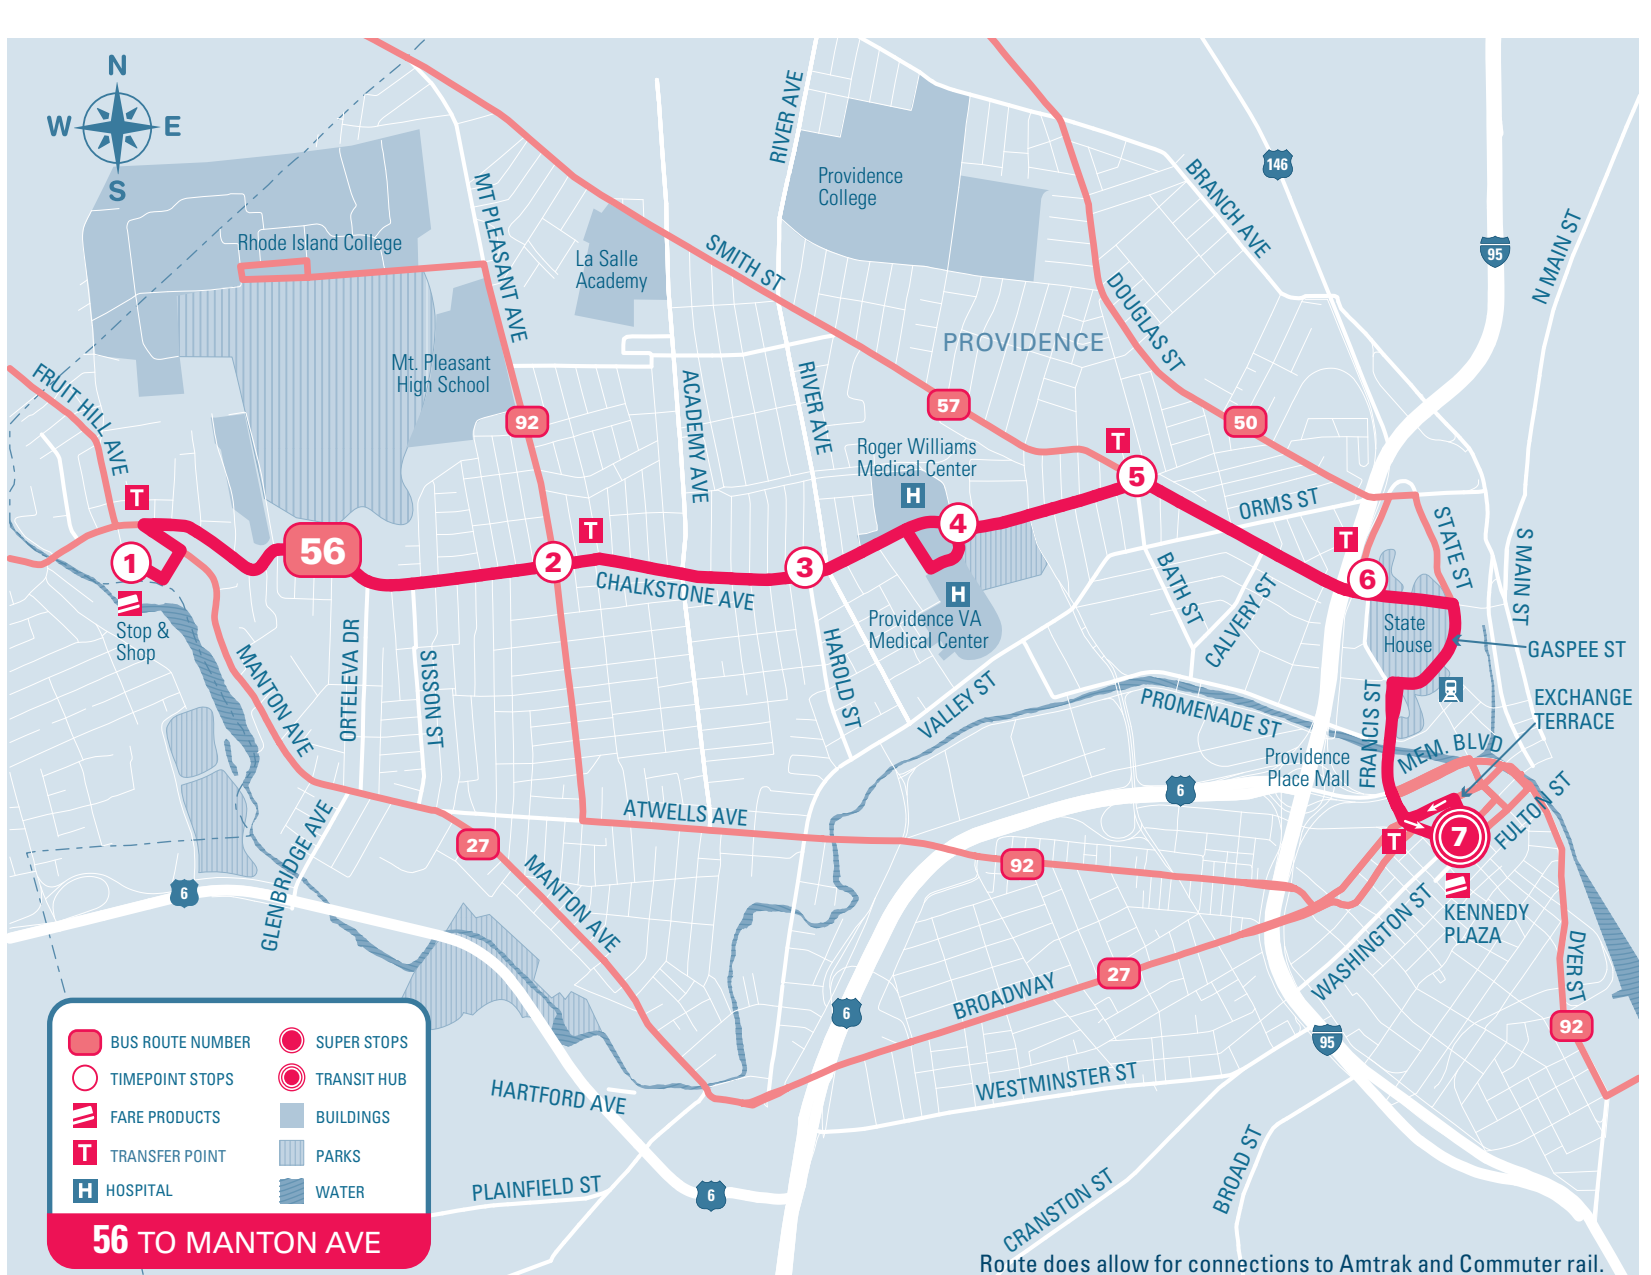 N
W
E
S
146
95
RIVER AVE
Providence
College
BRANCH AVE
N MAIN ST
MT PLEASANT AVE
Rhode Island College
La Salle
Academy
SMITH ST
DOUGLAS ST
PROVIDENCE
Mt. Pleasant
High School
FRUIT HILL AVE
ACADEMY AVE
RIVER AVE
92
57
50
Roger Williams
Medical Center
H
T
5
T
T
4
ORMS ST
T
STATE ST
S MAIN ST
1
56
2
3
6
CHALKSTONE AVE
H
BATH ST
CALVERY ST
Stop &
Shop
Providence VA
Medical Center
State
House
GASPEE ST
MANTON AVE
ORTELEVA DR
SISSON ST
HAROLD ST
VALLEY ST
PROMENADE ST
FRANCIS ST
EXCHANGE
TERRACE
MEM. BLVD
Providence
Place Mall
6
FULTON ST
ATWELLS AVE
7
T
GLENBRIDGE AVE
27
92
6
MANTON AVE
WASHINGTON ST
KENNEDY
PLAZA
DYER ST
27
BROADWAY
6
92
95
BUS ROUTE NUMBER
SUPER STOPS
TIMEPOINT STOPS
TRANSIT HUB
FARE PRODUCTS
BUILDINGS
T
TRANSFER POINT
PARKS
H
HOSPITAL
WATER
56 TO MANTON AVE
HARTFORD AVE
WESTMINSTER ST
PLAINFIELD ST
6
CRANSTON ST
BROAD ST
Route does allow for connections to Amtrak and Commuter rail.